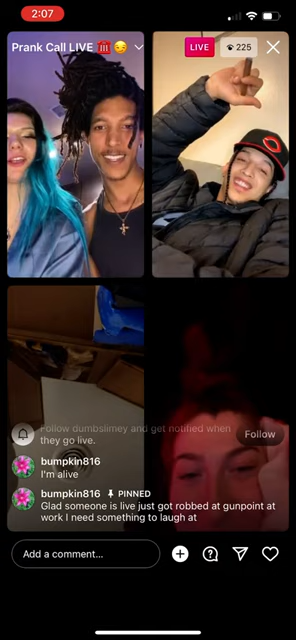 2:07
Prank Call LIVE 🚨😏
LIVE
225
Follow dumbslimey and get notified when
they go live.
Follow
bumpkin816
I'm alive
bumpkin816 PINNED
Glad someone is live just got robbed at gunpoint at
work I need something to laugh at
Add a comment...